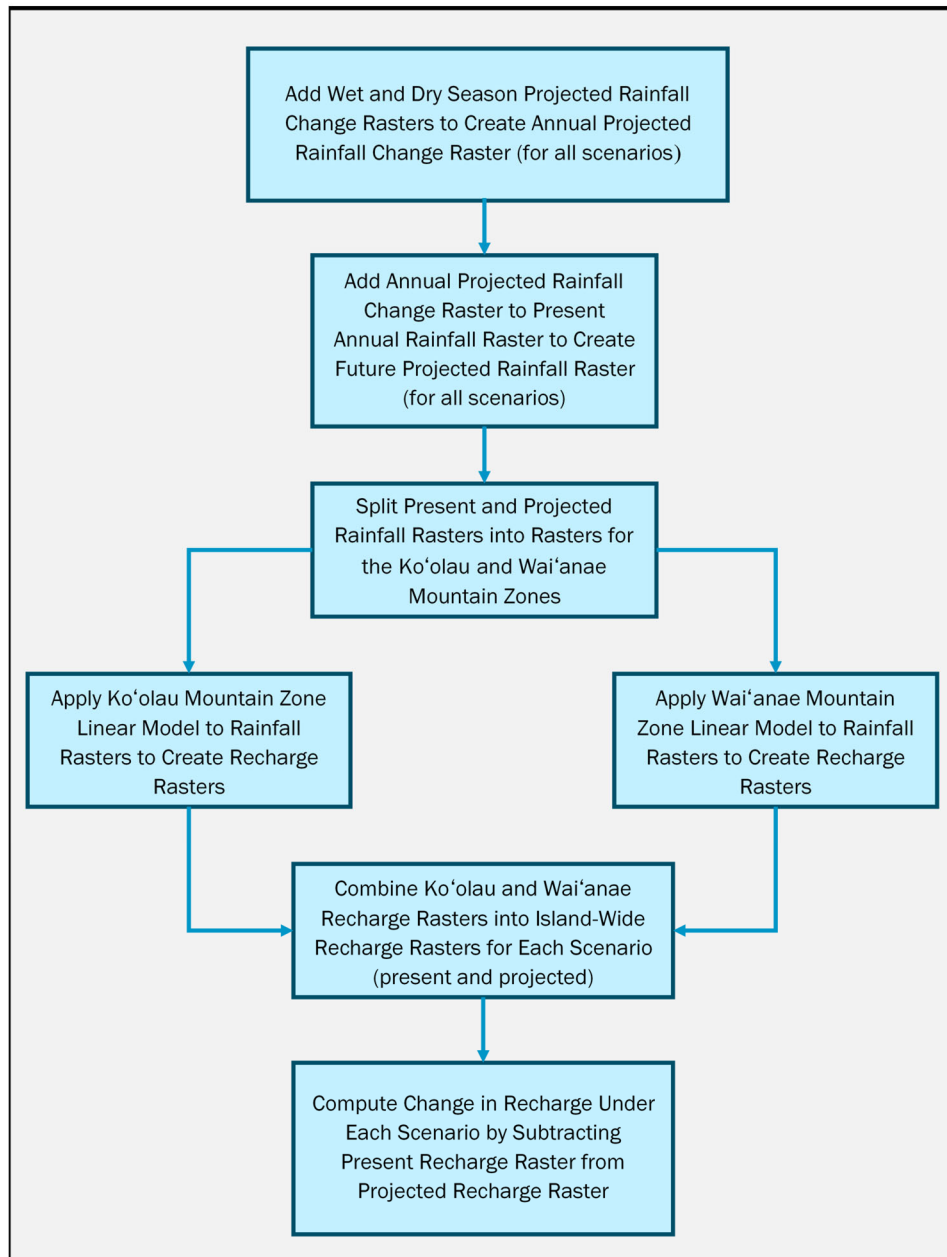 Add Wet and Dry Season Projected Rainfall
Change Rasters to Create Annual Projected
Rainfall Change Raster (for all scenarios)
Add Annual Projected Rainfall
Change Raster to Present
Annual Rainfall Raster to Create
Future Projected Rainfall Raster
(for all scenarios)
Split Present and Projected
Rainfall Rasters into Rasters for
the Koʻolau and Waiʻanae
Mountain Zones
Apply Koʻolau Mountain Zone
Linear Model to Rainfall
Rasters to Create Recharge
Rasters
Apply Waiʻanae Mountain
Zone Linear Model to Rainfall
Rasters to Create Recharge
Rasters
Combine Koʻolau and Waiʻanae
Recharge Rasters into Island-Wide
Recharge Rasters for Each Scenario
(present and projected)
Compute Change in Recharge Under
Each Scenario by Subtracting
Present Recharge Raster from
Projected Recharge Raster